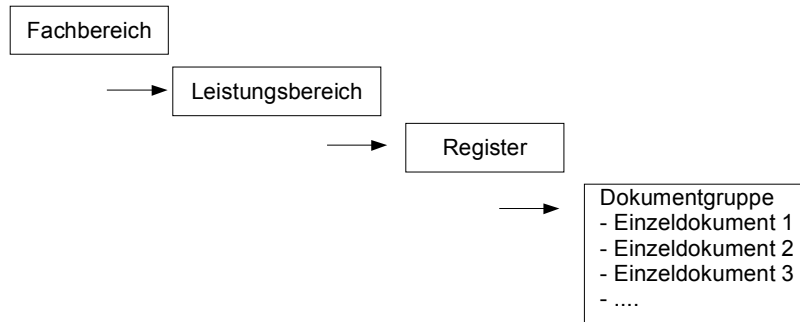 Fachbereich
Leistungsbereich
Register
Dokumentgruppe
- Einzeldokument 1
- Einzeldokument 2
- Einzeldokument 3
- ....